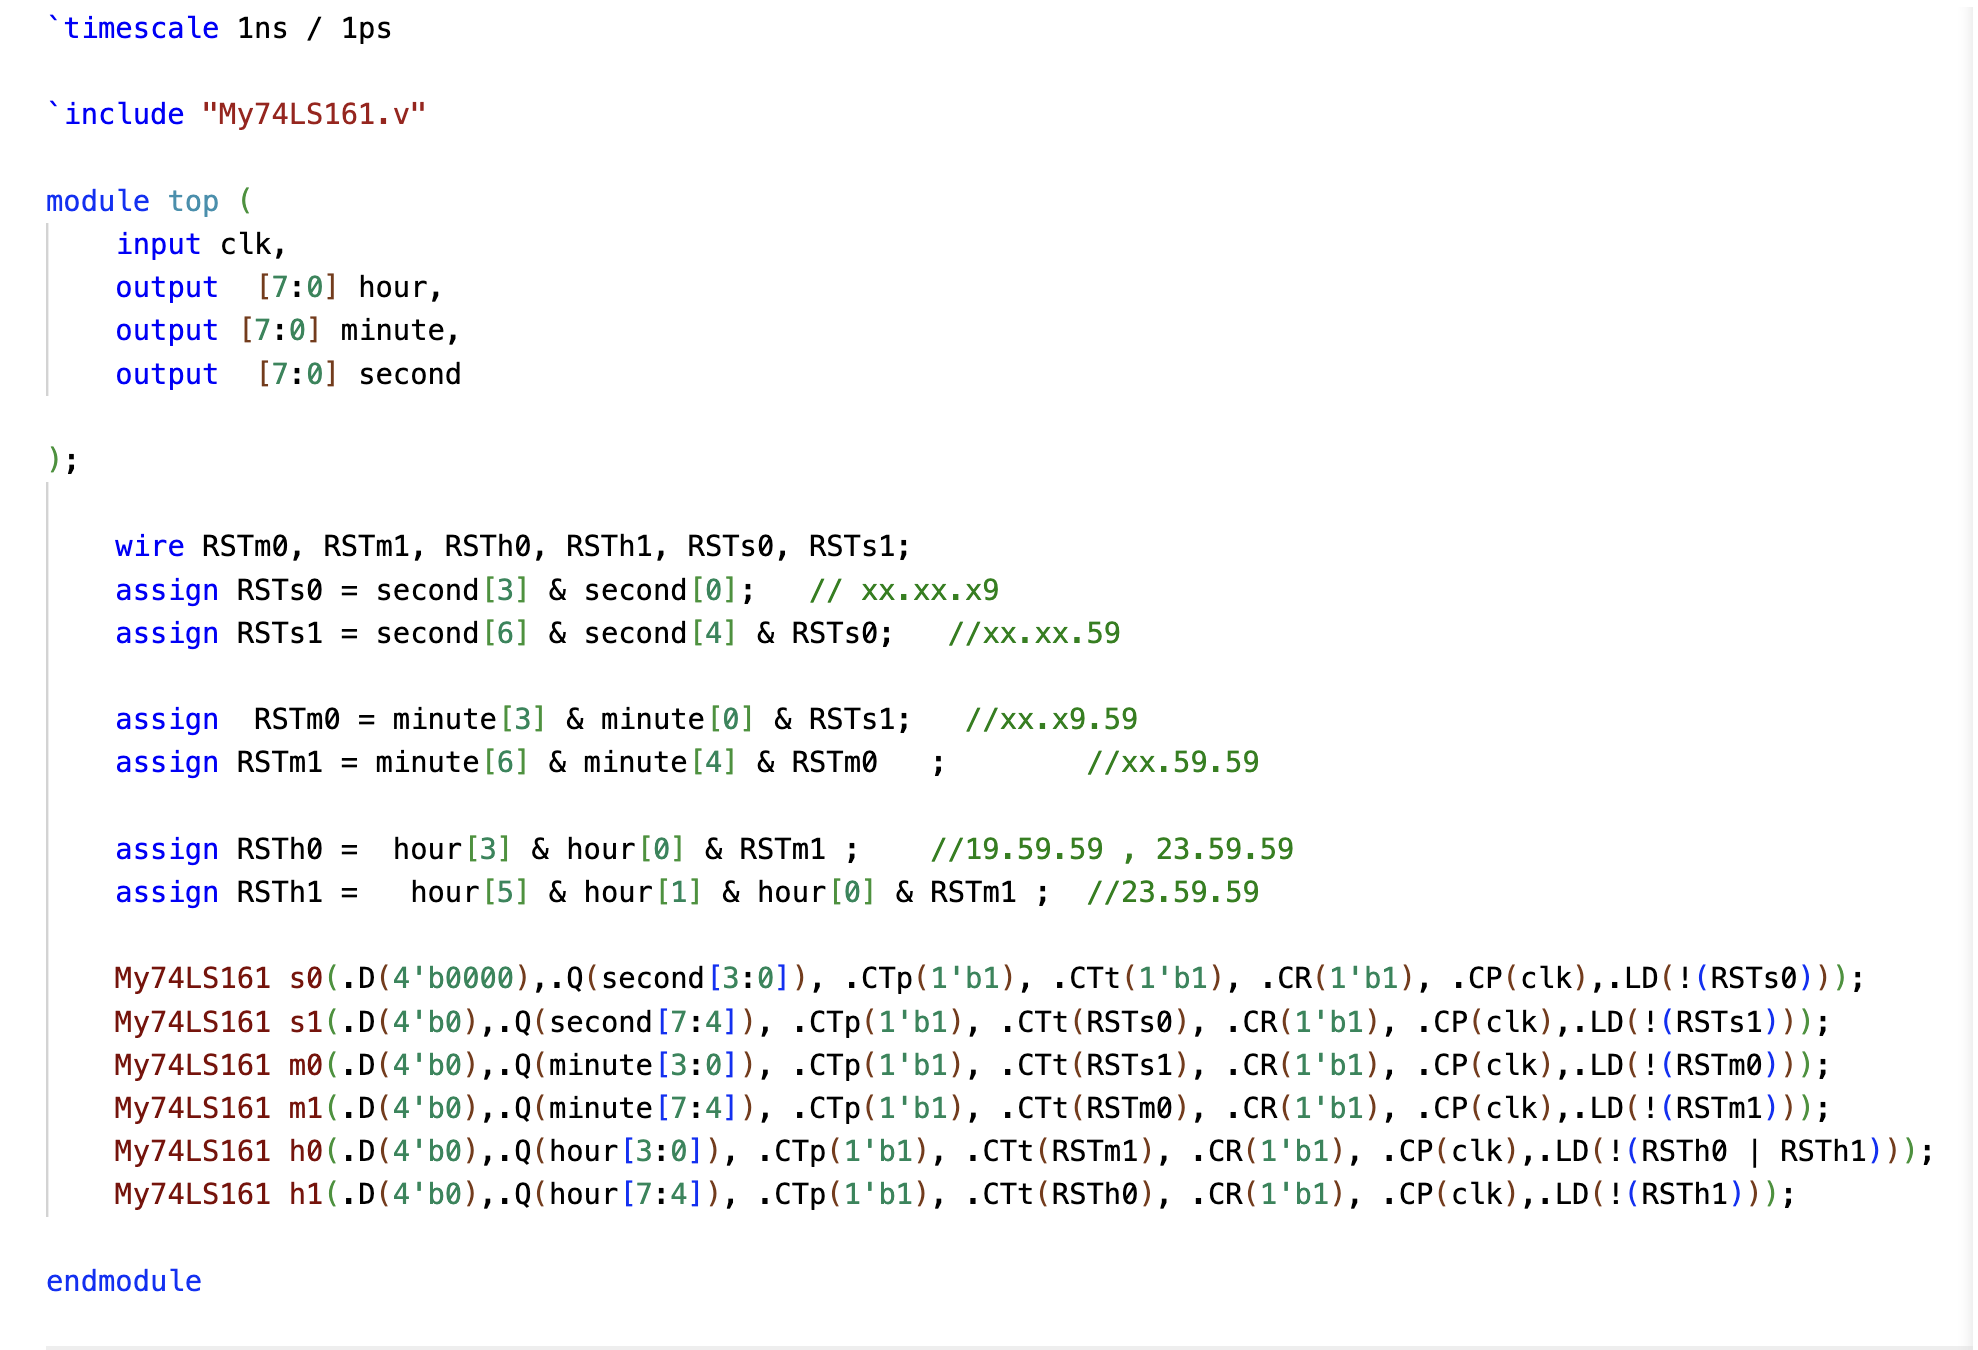 `timescale 1ns / 1ps
`include "My74LS161.v"
module top (
input clk,
output  [7:0] hour,
output [7:0] minute,
output  [7:0] second
);
wire RSTm0, RSTm1, RSTh0, RSTh1, RSTs0, RSTs1;
assign RSTs0 = second[3] & second[0];   // xx.xx.x9
assign RSTs1 = second[6] & second[4] & RSTs0;   //xx.xx.59
assign  RSTm0 = minute[3] & minute[0] & RSTs1;   //xx.x9.59
assign RSTm1 = minute[6] & minute[4] & RSTm0   ;        //xx.59.59
assign RSTh0 =  hour[3] & hour[0] & RSTm1 ;    //19.59.59 , 23.59.59
assign RSTh1 =   hour[5] & hour[1] & hour[0] & RSTm1 ;  //23.59.59
My74LS161 s0(.D(4'b0000),.Q(second[3:0]), .CTp(1'b1), .CTt(1'b1), .CR(1'b1), .CP(clk),.LD(!(RSTs0)));
My74LS161 s1(.D(4'b0),.Q(second[7:4]), .CTp(1'b1), .CTt(RSTs0), .CR(1'b1), .CP(clk),.LD(!(RSTs1)));
My74LS161 m0(.D(4'b0),.Q(minute[3:0]), .CTp(1'b1), .CTt(RSTs1), .CR(1'b1), .CP(clk),.LD(!(RSTm0)));
My74LS161 m1(.D(4'b0),.Q(minute[7:4]), .CTp(1'b1), .CTt(RSTm0), .CR(1'b1), .CP(clk),.LD(!(RSTm1)));
My74LS161 h0(.D(4'b0),.Q(hour[3:0]), .CTp(1'b1), .CTt(RSTm1), .CR(1'b1), .CP(clk),.LD(!(RSTh0 | RSTh1)));
My74LS161 h1(.D(4'b0),.Q(hour[7:4]), .CTp(1'b1), .CTt(RSTh0), .CR(1'b1), .CP(clk),.LD(!(RSTh1)));
endmodule